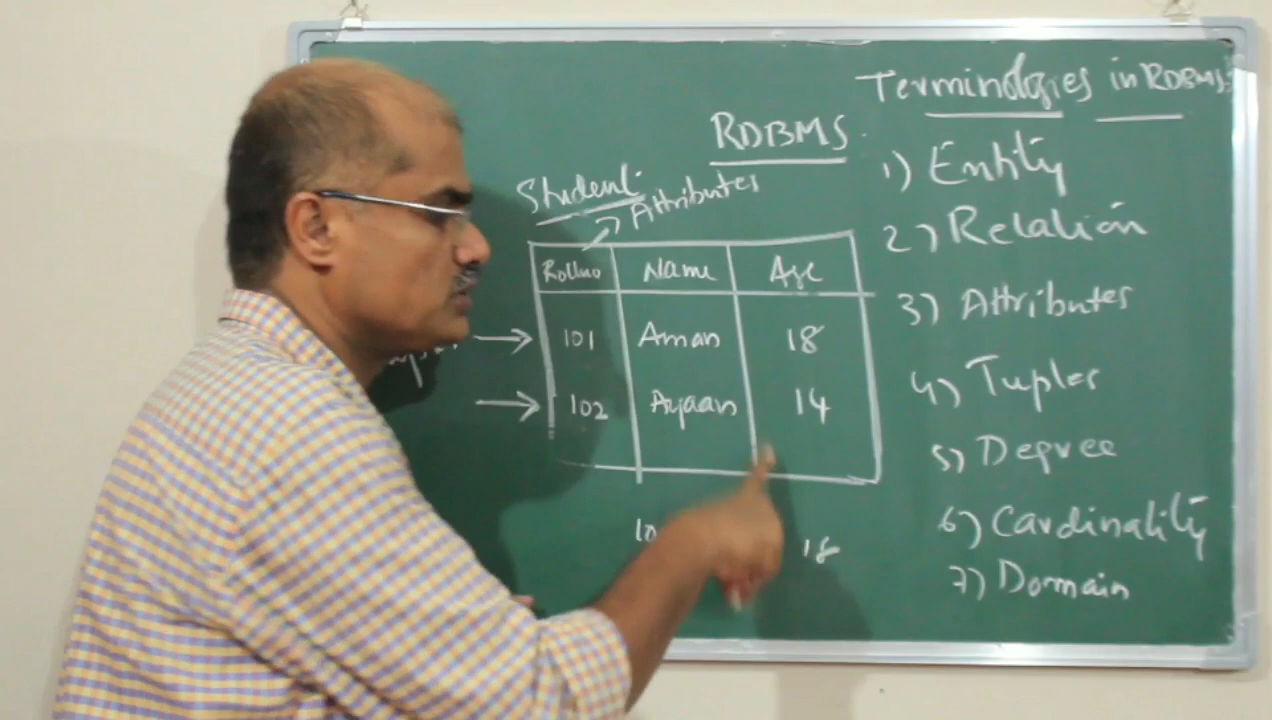 Terminologies in RDBMS:
RDBMS
Student:
Attributes
Rollno Name Age
101 Aman 18
102 Ayaan 14
18
1) Entity
2) Relation
3) Attributes
4) Tuples
5) Degree
6) Cardinality
7) Domain